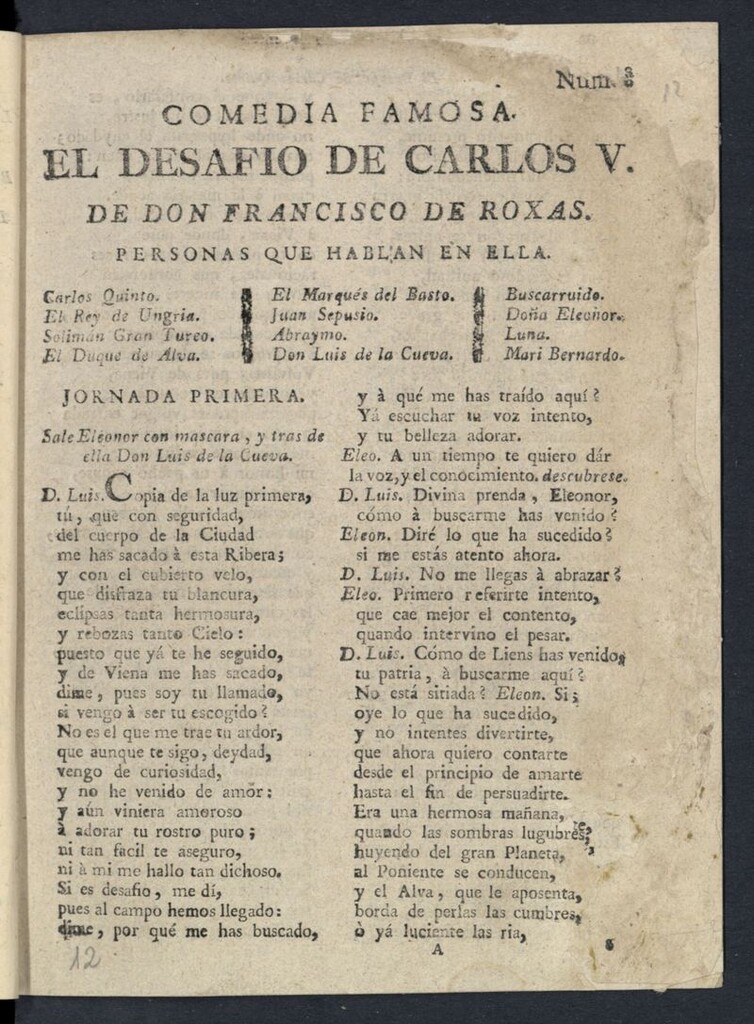 Num.
12
COMEDIA FAMOSA.
EL DESAFIO DE CARLOS V.
DE DON FRANCISCO DE ROXAS.
PERSONAS QUE HABLAN EN ELLA.
Carlos Quinto.
El Rey de Ungria.
Solimán Gran Turco.
El Duque de Alva.
El Marqués del Basto.
Juan Sepusio.
Abraymo.
Don Luis de la Cueva.
Buscarruido.
Doña Eleonor.
Luna.
Mari Bernardo.
JORNADA PRIMERA.
Sale Eleonor con mascara, y tras de
ella Don Luis de la Cueva.
D. Luis. Copia de la luz primera,
tú, que con seguridad,
del cuerpo de la Ciudad
me has sacado à esta Ribera;
y con el cubierto velo,
que disfraza tu blancura,
eclipsas tanta hermosura,
y rebozas tanto Cielo:
puesto que yá te he seguido,
y de Viena me has sacado,
dime, pues soy tu llamado,
si vengo à ser tu escogido?
No es el que me trae tu ardor,
que aunque te sigo, deydad,
vengo de curiosidad,
y no he venido de amor:
y aún viniera amoroso
à adorar tu rostro puro;
ni tan facil te aseguro,
ni à mi me hallo tan dichoso.
Si es desafio, me dí,
pues al campo hemos llegado:
dime, por qué me has buscado,
12
y à qué me has traído aquí?
Yá escuchar tu voz intento,
y tu belleza adorar.
Eleo. A un tiempo te quiero dár
la voz, y el conocimiento. descubrese.
D. Luis. Divina prenda, Eleonor,
cómo à buscarme has venido?
Eleon. Diré lo que ha sucedido?
si me estás atento ahora.
D. Luis. No me llegas à abrazar?
Eleo. Primero referirte intento,
que cae mejor el contento,
quando intervino el pesar.
D. Luis. Cómo de Liens has venido,
tu patria, à buscarme aquí?
No está sitiada? Eleon. Si;
oye lo que ha sucedido,
y no intentes divertirte,
que ahora quiero contarte
desde el principio de amarte
hasta el fin de persuadirte.
Era una hermosa mañana,
quando las sombras lugubres,
huyendo del gran Planeta,
al Poniente se conducen,
y el Alva, que le aposenta,
borda de perlas las cumbres,
ò yá luciente las ria,
A